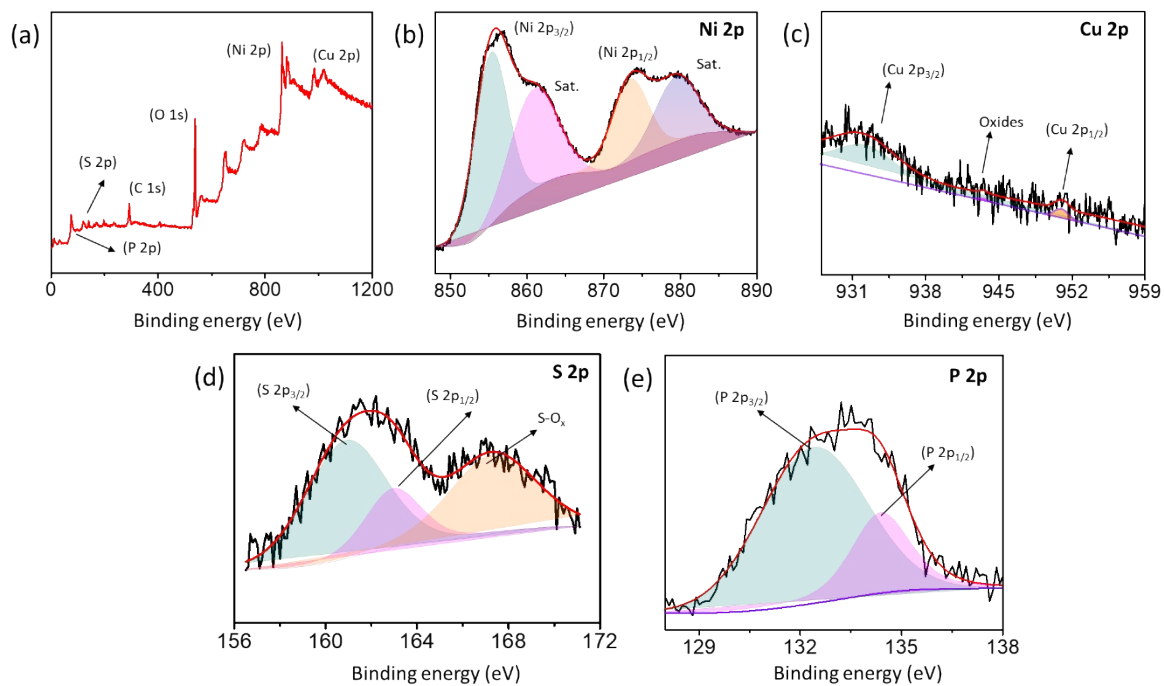 (a)
(Ni 2p)
(Cu 2p)
(O 1s)
(S 2p)
(C 1s)
(P 2p)
0 400 800 1200
Binding energy (eV)
(b)
Ni 2p
(Ni 2p3/2)
Sat.
(Ni 2p1/2)
Sat.
850 860 870 880 890
Binding energy (eV)
(c)
Cu 2p
(Cu 2p3/2)
Oxides
(Cu 2p1/2)
931 938 945 952 959
Binding energy (eV)
(d)
S 2p
(S 2p3/2)
(S 2p1/2)
S-Ox
156 160 164 168 172
Binding energy (eV)
(e)
P 2p
(P 2p3/2)
(P 2p1/2)
129 132 135 138
Binding energy (eV)